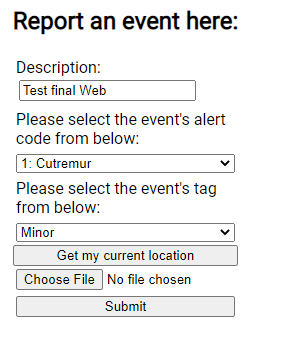 Report an event here:
Description:
Test final Web
Please select the event's alert
code from below:
1: Cutremur
Please select the event's tag
from below:
Minor
Get my current location
Choose File No file chosen
Submit